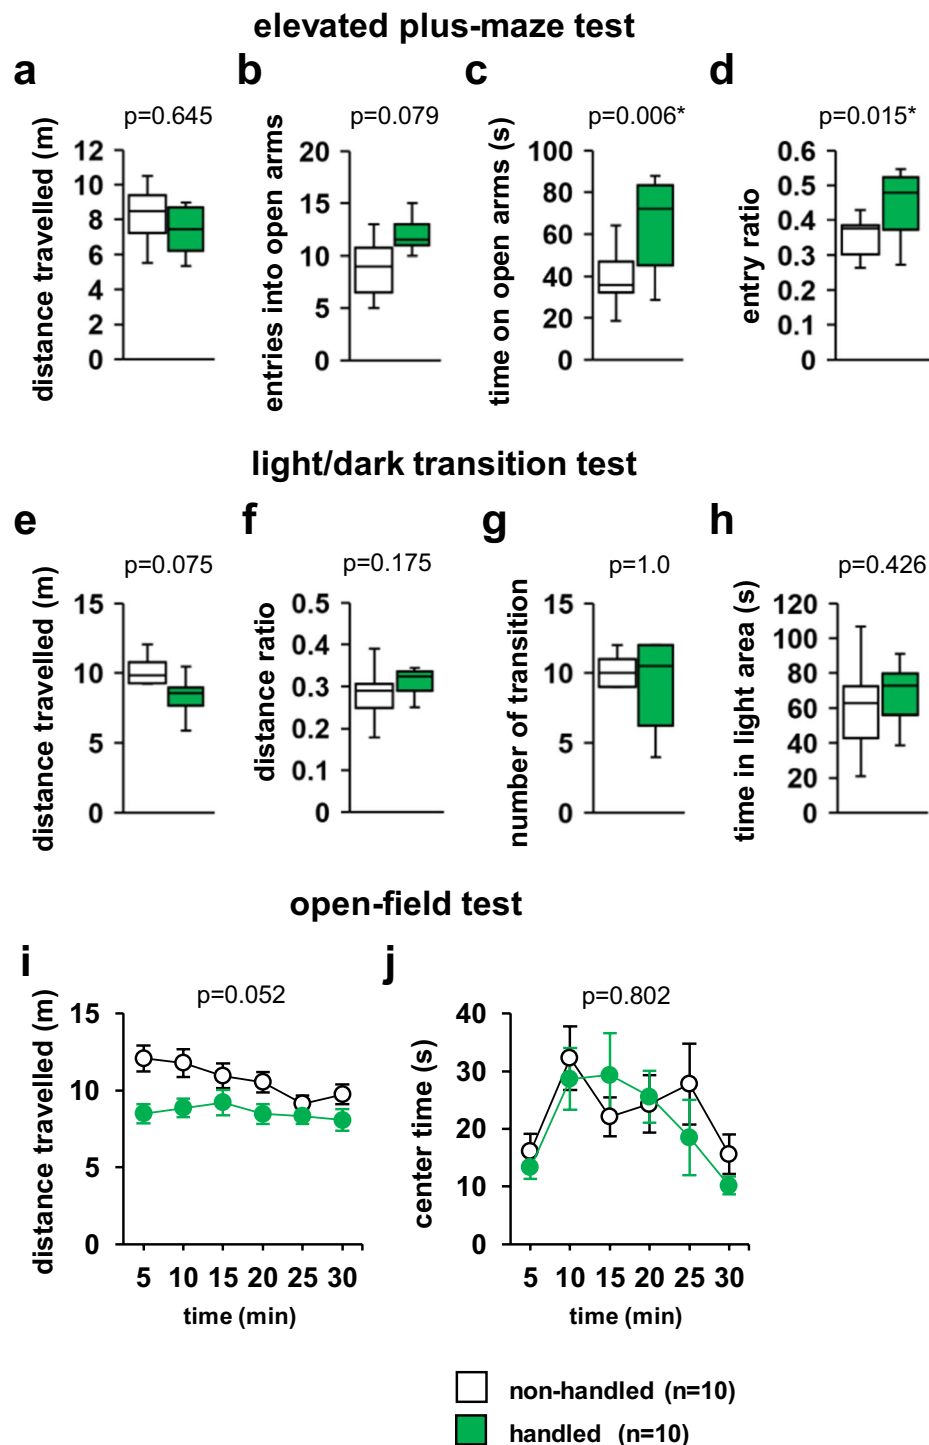 elevated plus-maze test
a
b
c
d
p=0.645
p=0.079
p=0.006*
p=0.015*
distance travelled (m)
12
10
8
6
4
2
0
entries into open arms
20
15
10
5
0
time on open arms (s)
100
80
60
40
20
0
entry ratio
0.6
0.5
0.4
0.3
0.2
0.1
0
light/dark transition test
e
f
g
h
p=0.075
p=0.175
p=1.0
p=0.426
distance travelled (m)
15
10
5
0
distance ratio
0.5
0.4
0.3
0.2
0.1
0
number of transition
15
10
5
0
time in light area (s)
120
100
80
60
40
20
0
open-field test
i
j
p=0.052
p=0.802
distance travelled (m)
15
10
5
0
5 10 15 20 25 30
time (min)
center time (s)
40
30
20
10
0
5 10 15 20 25 30
time (min)
non-handled (n=10)
handled (n=10)